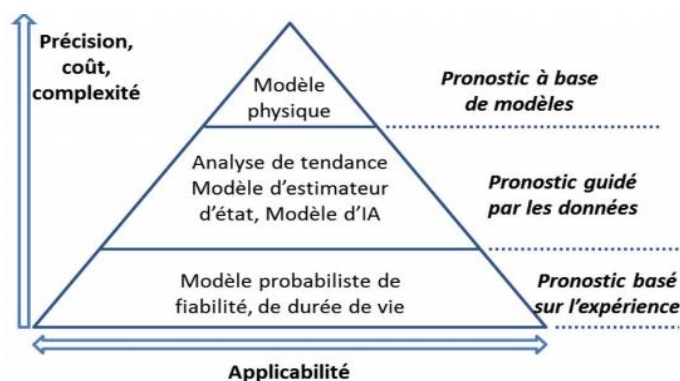 Précision,
coût,
complexité
Modèle
physique
Pronostic à base
de modèles
Analyse de tendance
Modèle d'estimateur
d'état, Modèle d'IA
Pronostic guidé
par les données
Modèle probabiliste de
fiabilité, de durée de vie
Pronostic basé
sur l'expérience
Applicabilité